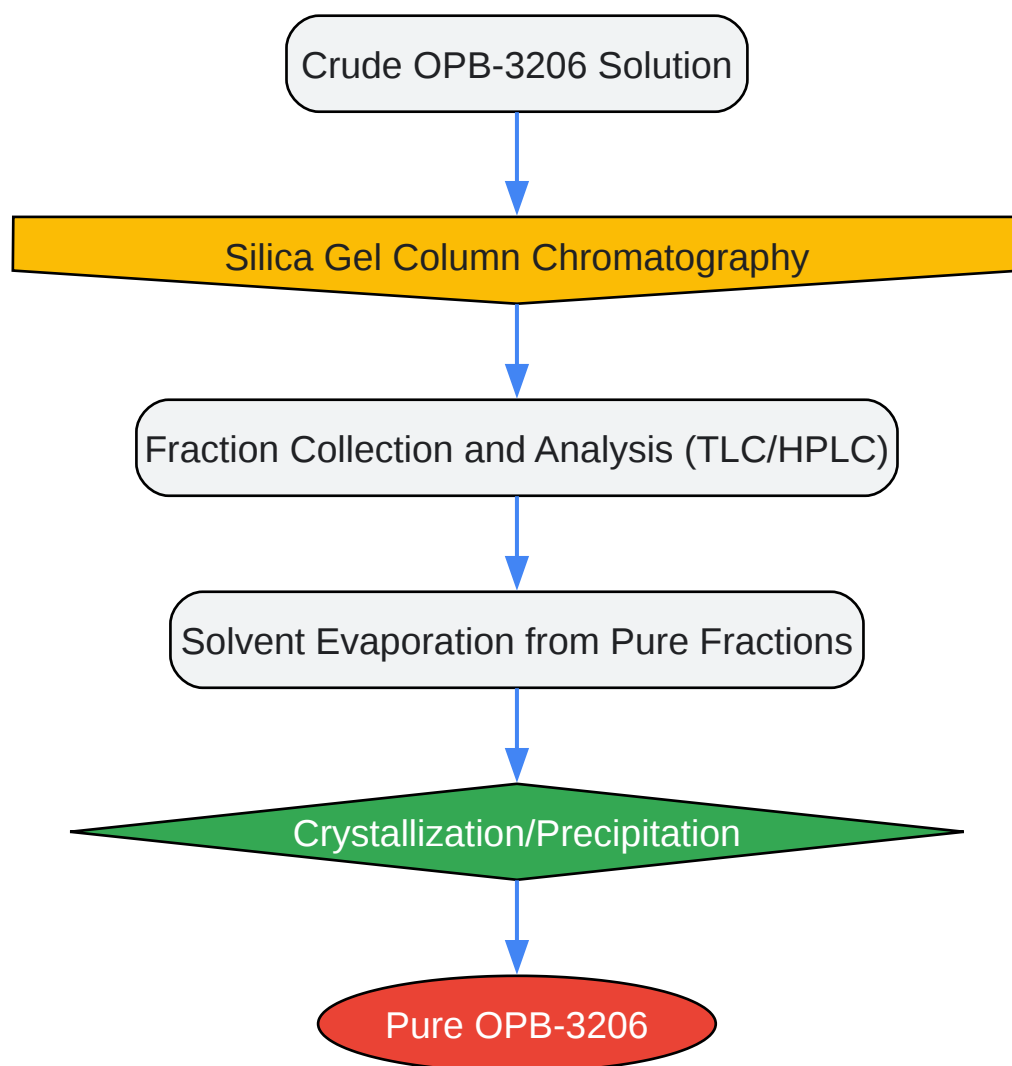 Crude OPB-3206 Solution
Silica Gel Column Chromatography
Fraction Collection and Analysis (TLC/HPLC)
Solvent Evaporation from Pure Fractions
Crystallization/Precipitation
Pure OPB-3206